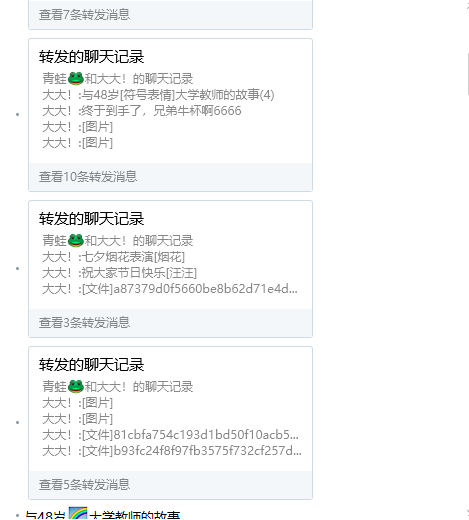 查看7条转发消息
转发的聊天记录
青蛙🐸和大大！的聊天记录
大大！:与48岁[符号表情]大学教师的故事(4)
大大！:终于到手了，兄弟牛杯啊6666
大大！:[图片]
大大！:[图片]
查看10条转发消息
转发的聊天记录
青蛙🐸和大大！的聊天记录
大大！:七夕烟花表演[烟花]
大大！:祝大家节日快乐[汪汪]
大大！:[文件]a87379d0f5660be8b62d71e4d...
查看3条转发消息
转发的聊天记录
青蛙🐸和大大！的聊天记录
大大！:[图片]
大大！:[图片]
大大！:[文件]81cbfa754c193d1bd50f10acb5...
大大！:[文件]b93fc24f8f97fb3575f732cf257d...
查看5条转发消息
与48岁🌈大学教师的故事